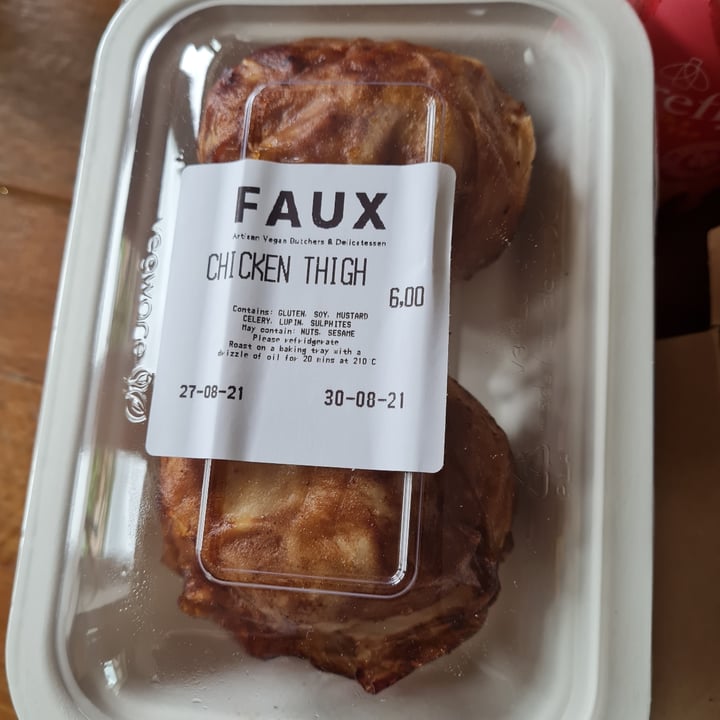 FAUX
Artisan Vegan Butchers & Delicatessen
CHICKEN THIGH
6,00
Contains: GLUTEN, SOY, MUSTARD
CELERY, LUPIN, SULPHITES
May contain: NUTS, SESAME
Please refridgerate
Roast on a baking tray with a
drizzle of oil for 20 mins at 210 C
27-08-21
30-08-21
Vegware